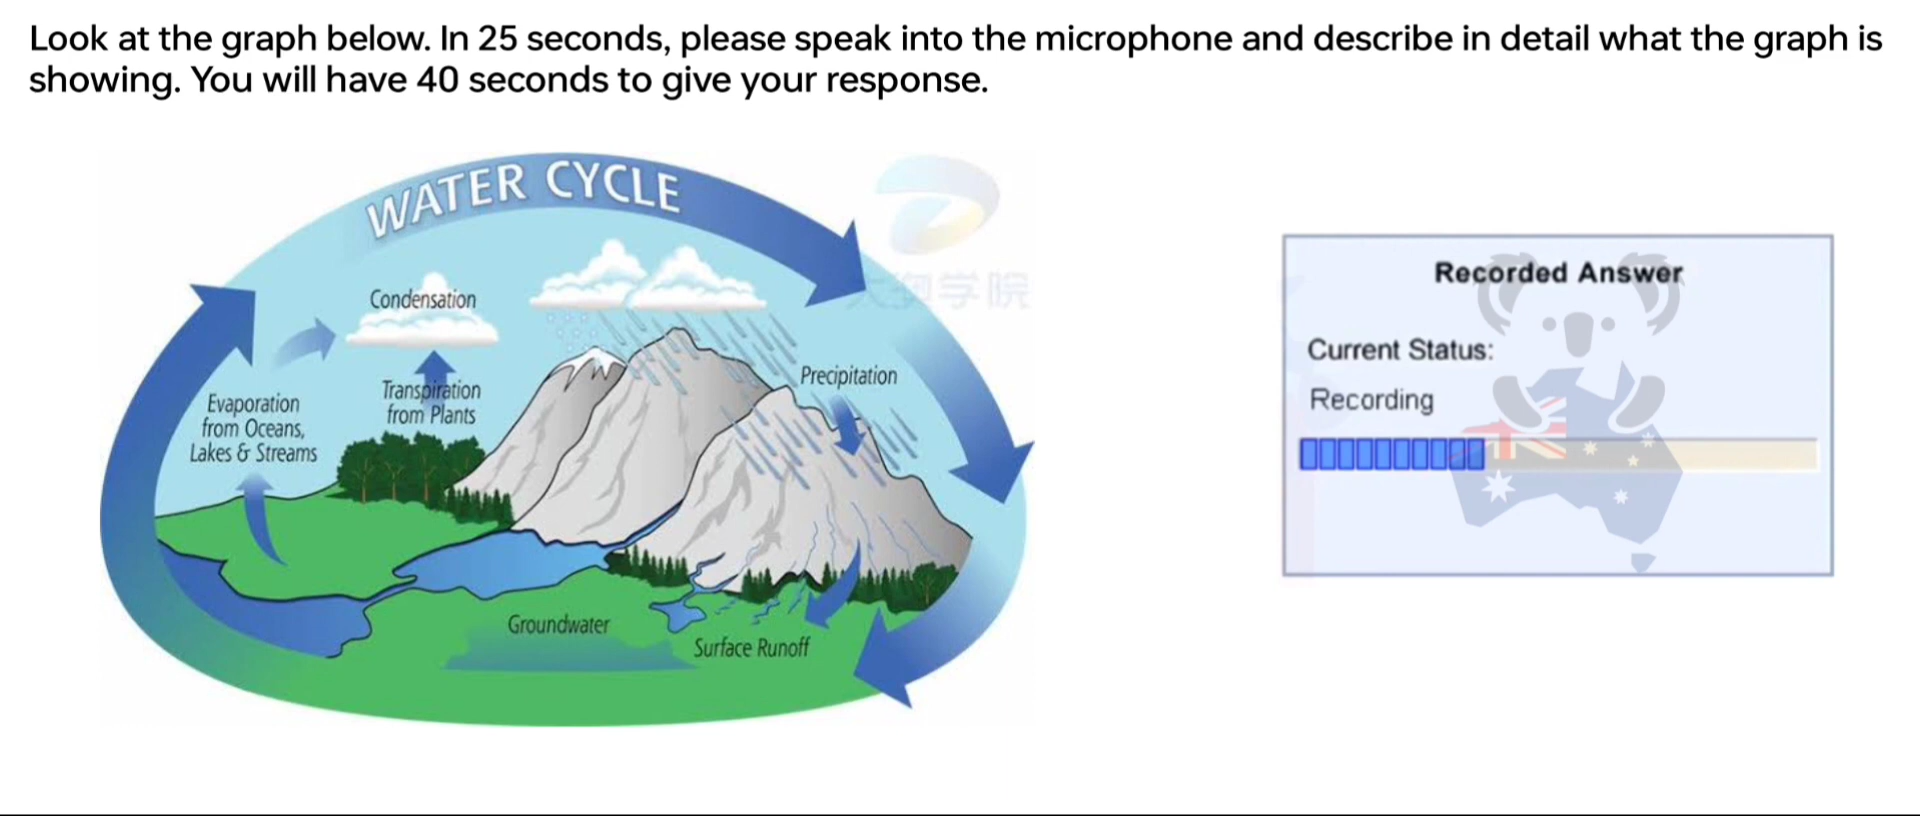 Look at the graph below. In 25 seconds, please speak into the microphone and describe in detail what the graph is
showing. You will have 40 seconds to give your response.
WATER CYCLE
Condensation
Transpiration
from Plants
Evaporation
from Oceans,
Lakes & Streams
Precipitation
Groundwater
Surface Runoff
学院
Recorded Answer
Current Status:
Recording